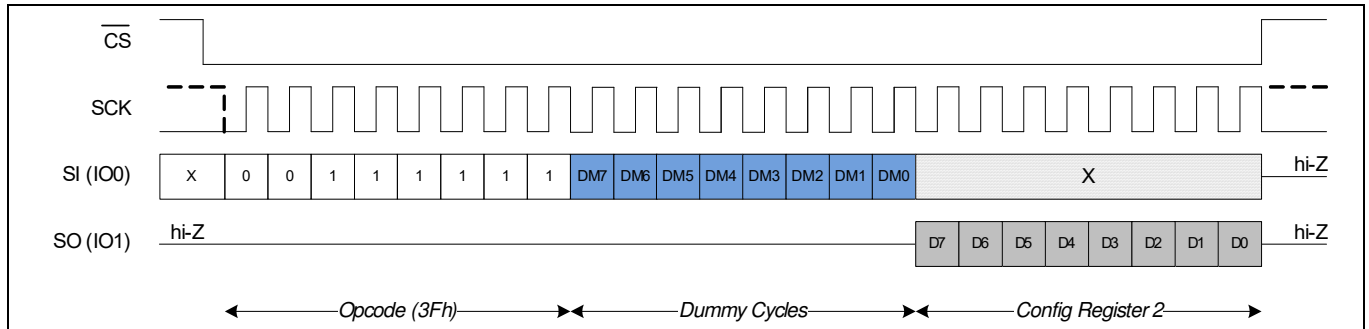 CS
SCK
SI (IO0) X 0 0 1 1 1 1 1 1 DM7 DM6 DM5 DM4 DM3 DM2 DM1 DM0 X hi-Z
SO (IO1) hi-Z D7 D6 D5 D4 D3 D2 D1 D0 hi-Z
Opcode (3Fh) Dummy Cycles Config Register 2